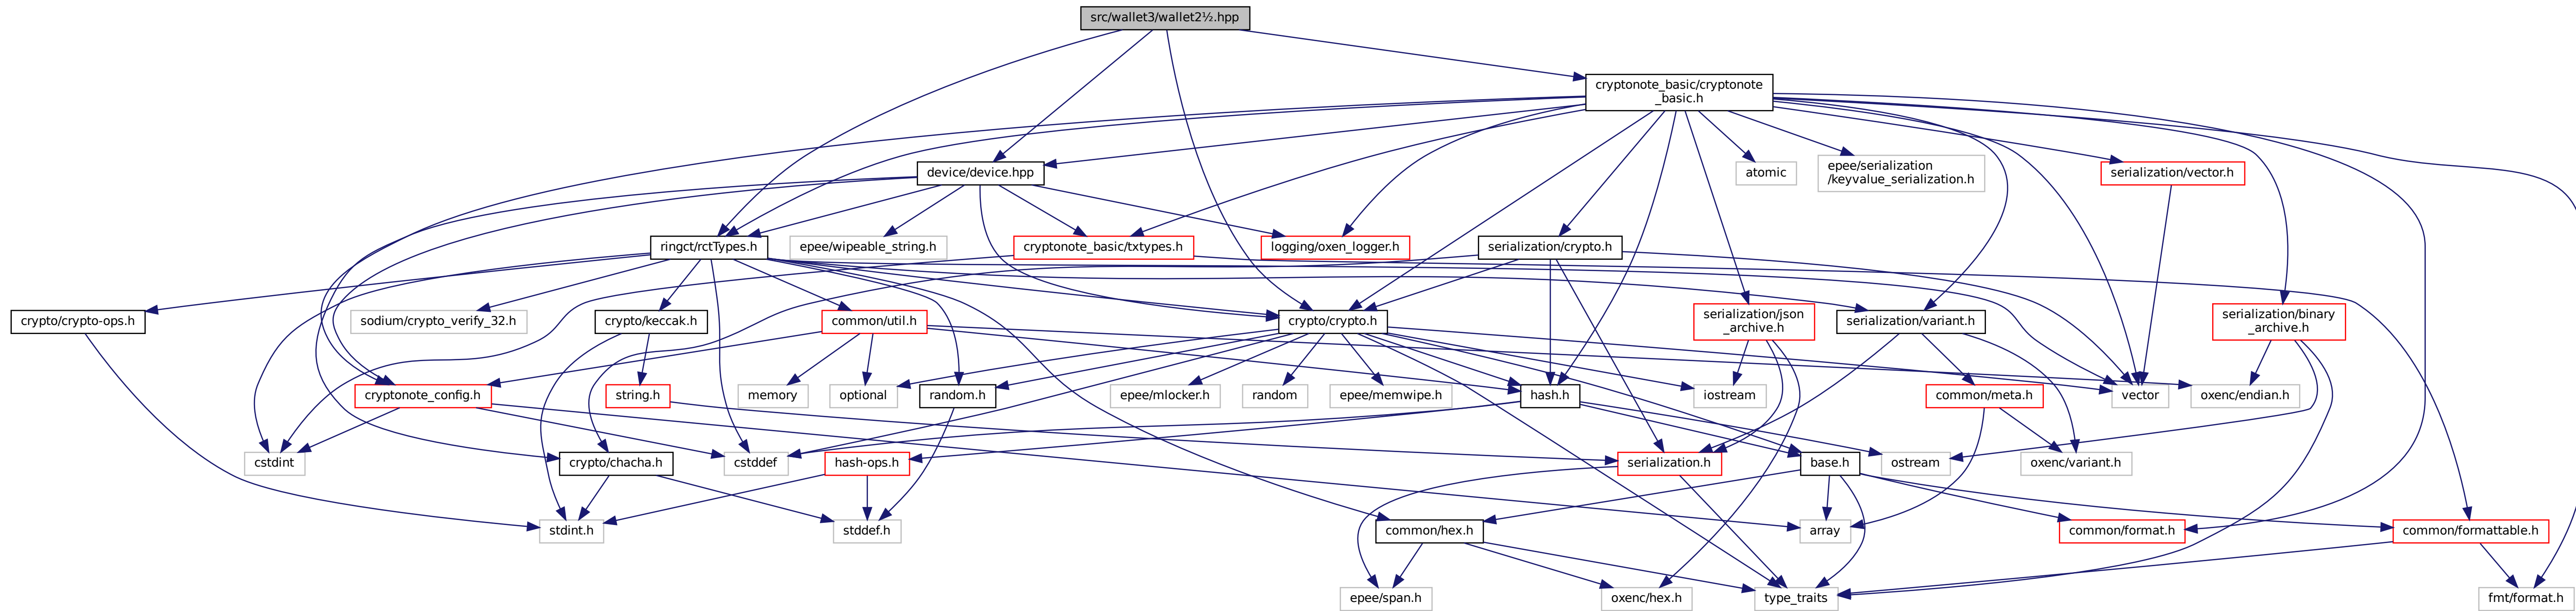 src/wallet3/wallet2½.hpp
cryptonote_basic/cryptonote
_basic.h
device/device.hpp
atomic
epee/serialization
/keyvalue_serialization.h
serialization/vector.h
ringct/rctTypes.h
epee/wipeable_string.h
cryptonote_basic/txtypes.h
logging/oxen_logger.h
serialization/crypto.h
crypto/crypto-ops.h
sodium/crypto_verify_32.h
crypto/keccak.h
common/util.h
crypto/crypto.h
serialization/json
_archive.h
serialization/variant.h
serialization/binary
_archive.h
cryptonote_config.h
string.h
memory
optional
random.h
epee/mlocker.h
random
epee/memwipe.h
hash.h
iostream
common/meta.h
vector
oxenc/endian.h
cstdint
crypto/chacha.h
cstddef
hash-ops.h
serialization.h
base.h
ostream
oxenc/variant.h
stdint.h
stddef.h
common/hex.h
array
common/format.h
common/formattable.h
epee/span.h
oxenc/hex.h
type_traits
fmt/format.h